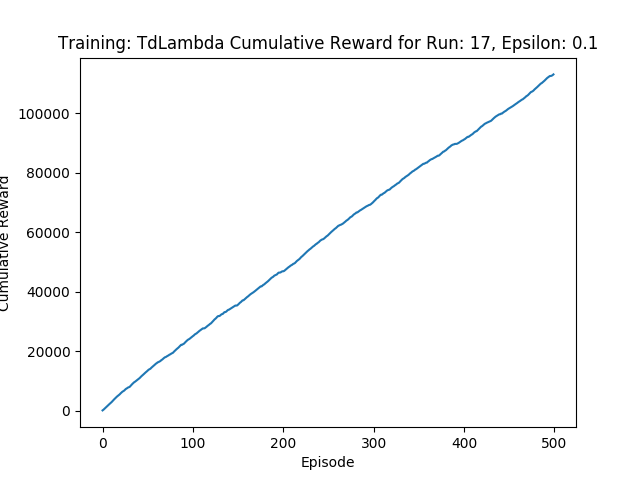 Training: TdLambda Cumulative Reward for Run: 17, Epsilon: 0.1
100000
80000
60000
40000
20000
0
Cumulative Reward
0 100 200 300 400 500
Episode